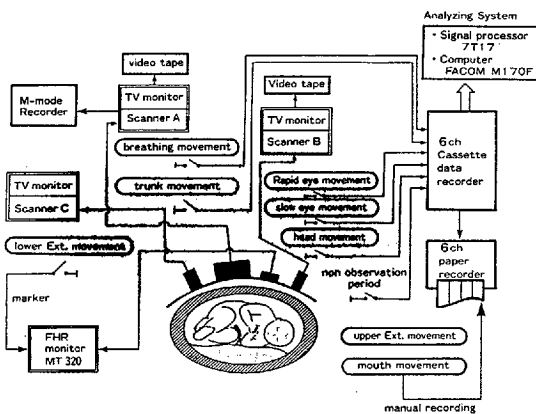 Analyzing System
• Signal processor
7T17
• Computer
FACOM M170F
video tape
TV monitor
Scanner A
M-mode
Recorder
Video tape
TV monitor
Scanner B
breathing movement
trunk movement
TV monitor
Scanner C
Rapid eye movement
slow eye movement
head movement
6ch
Cassette
data
recorder
lower Ext. movement
marker
non observation
period
6ch
paper
recorder
FHR
monitor
MT 320
upper Ext. movement
mouth movement
manual recording